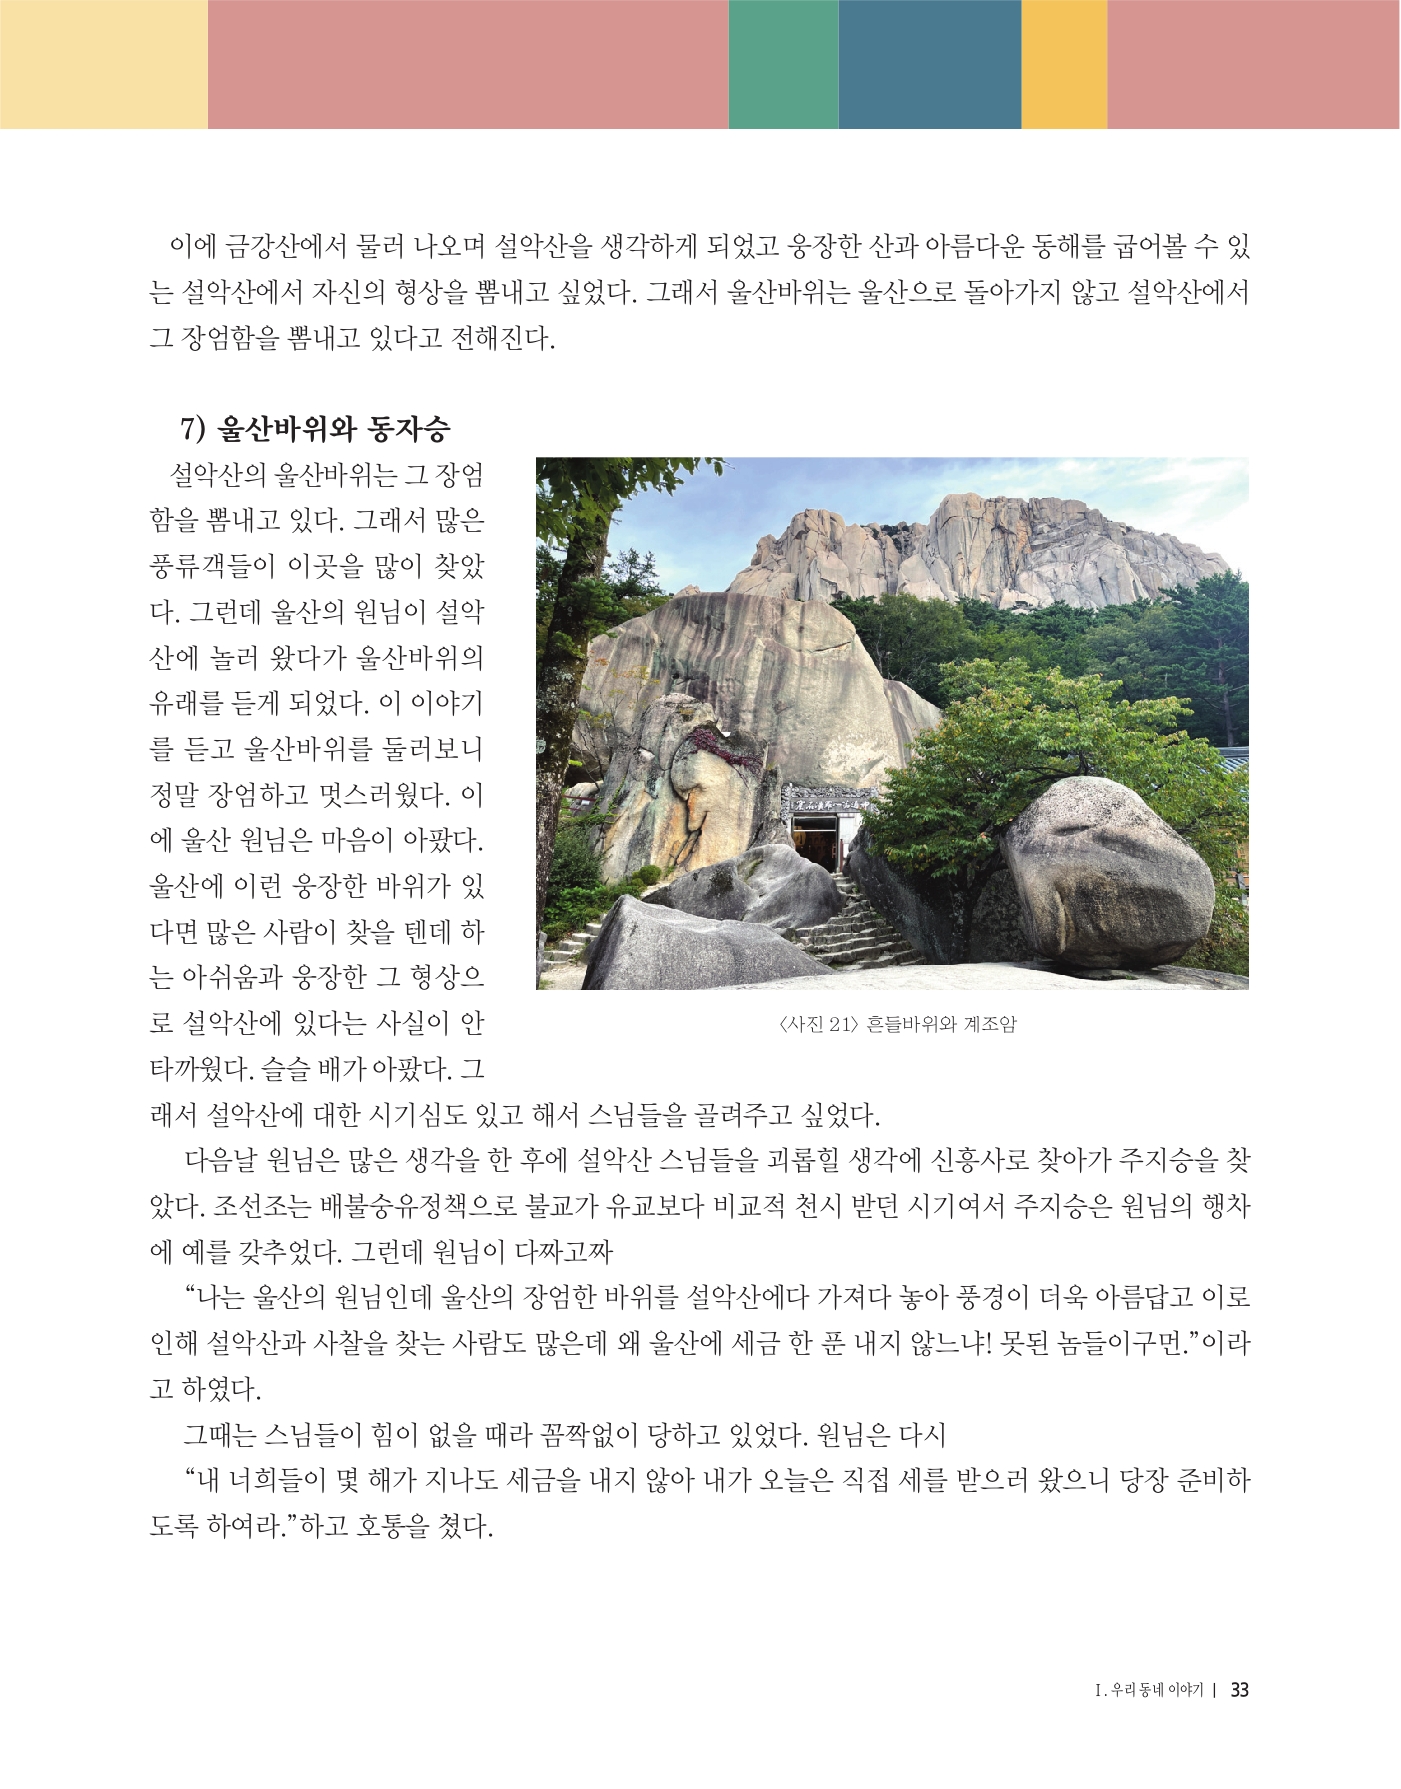 이에 금강산에서 물러 나오며 설악산을 생각하게 되었고 웅장한 산과 아름다운 동해를 굽어볼 수 있
는 설악산에서 자신의 형상을 뽐내고 싶었다. 그래서 울산바위는 울산으로 돌아가지 않고 설악산에서
그 장엄함을 뽐내고 있다고 전해진다.
7) 울산바위와 동자승
설악산의 울산바위는 그 장엄
함을 뽐내고 있다. 그래서 많은
풍류객들이 이곳을 많이 찾았
다. 그런데 울산의 원님이 설악
산에 놀러 왔다가 울산바위의
유래를 듣게 되었다. 이 이야기
를 듣고 울산바위를 둘러보니
정말 장엄하고 멋스러웠다. 이
에 울산 원님은 마음이 아팠다.
울산에 이런 웅장한 바위가 있
다면 많은 사람이 찾을 텐데 하
는 아쉬움과 웅장한 그 형상으
로 설악산에 있다는 사실이 안
타까웠다. 슬슬 배가 아팠다. 그
래서 설악산에 대한 시기심도 있고 해서 스님들을 골려주고 싶었다.
〈사진 21〉 흔들바위와 계조암
다음날 원님은 많은 생각을 한 후에 설악산 스님들을 괴롭힐 생각에 신흥사로 찾아가 주지승을 찾
았다. 조선조는 배불숭유정책으로 불교가 유교보다 비교적 천시 받던 시기여서 주지승은 원님의 행차
에 예를 갖추었다. 그런데 원님이 다짜고짜
“나는 울산의 원님인데 울산의 장엄한 바위를 설악산에다 가져다 놓아 풍경이 더욱 아름답고 이로
인해 설악산과 사찰을 찾는 사람도 많은데 왜 울산에 세금 한 푼 내지 않느냐! 못된 놈들이구먼.”이라
고 하였다.
그때는 스님들이 힘이 없을 때라 꼼짝없이 당하고 있었다. 원님은 다시
“내 너희들이 몇 해가 지나도 세금을 내지 않아 내가 오늘은 직접 세를 받으러 왔으니 당장 준비하
도록 하여라.”하고 호통을 쳤다.
Ⅰ. 우리 동네 이야기 | 33